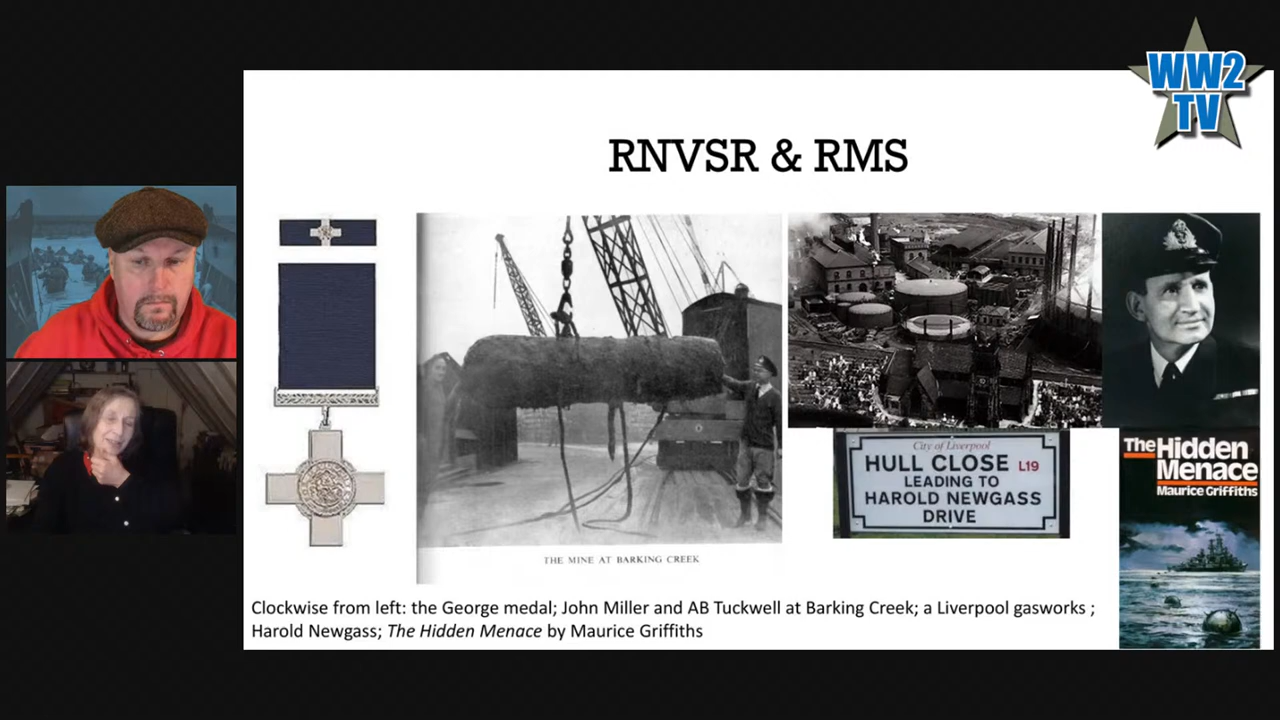 WW2
TV
RNVSR & RMS
THE MINE AT BARKING CREEK
City of Liverpool
HULL CLOSE L19
LEADING TO
HAROLD NEWGASS
DRIVE
The Hidden
Menace
Maurice Griffiths
Clockwise from left: the George medal; John Miller and AB Tuckwell at Barking Creek; a Liverpool gasworks ;
Harold Newgass; The Hidden Menace by Maurice Griffiths